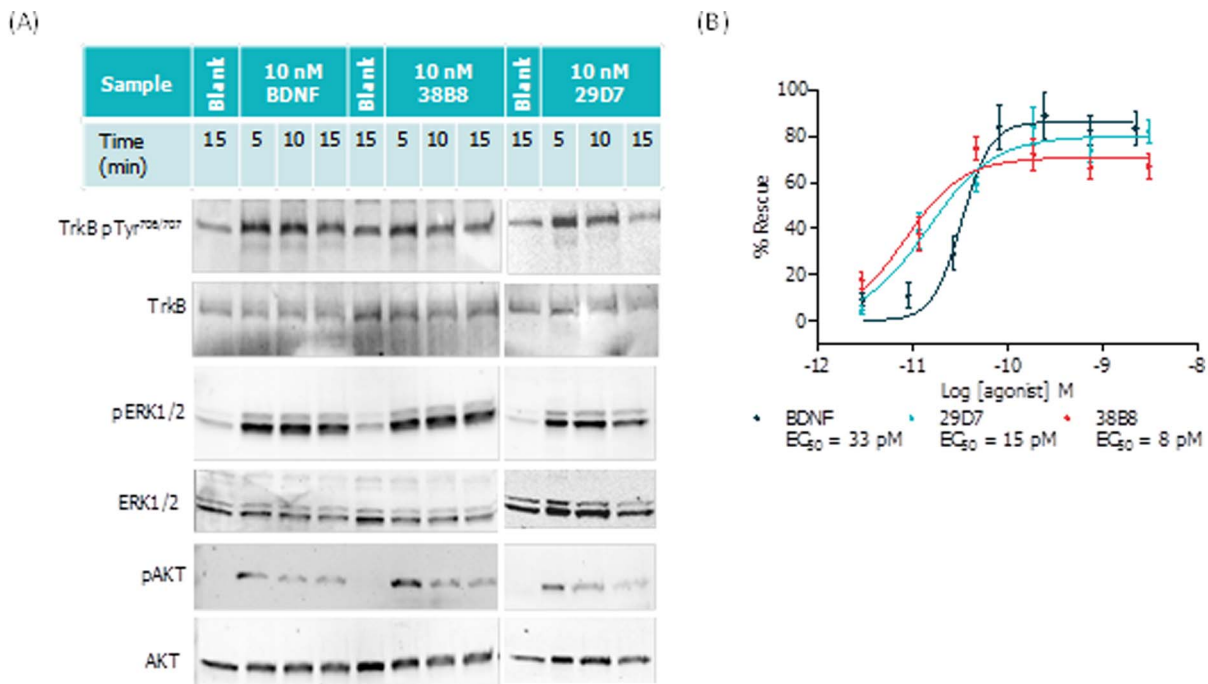 (A)
Sample Blank 10 nM BDNF Blank 10 nM 38B8 Blank 10 nM 29D7
Time (min) 15 5 10 15 15 5 10 15 15 5 10 15
TrkB pTyr⁷⁰⁶/⁷⁰⁷
TrkB
pERK1/2
ERK1/2
pAKT
AKT
(B)
100
80
60
40
20
0
% Rescue
-12 -11 -10 -9 -8
Log [agonist] M
BDNF 29D7 38B8
EC₅₀ = 33 pM EC₅₀ = 15 pM EC₅₀ = 8 pM